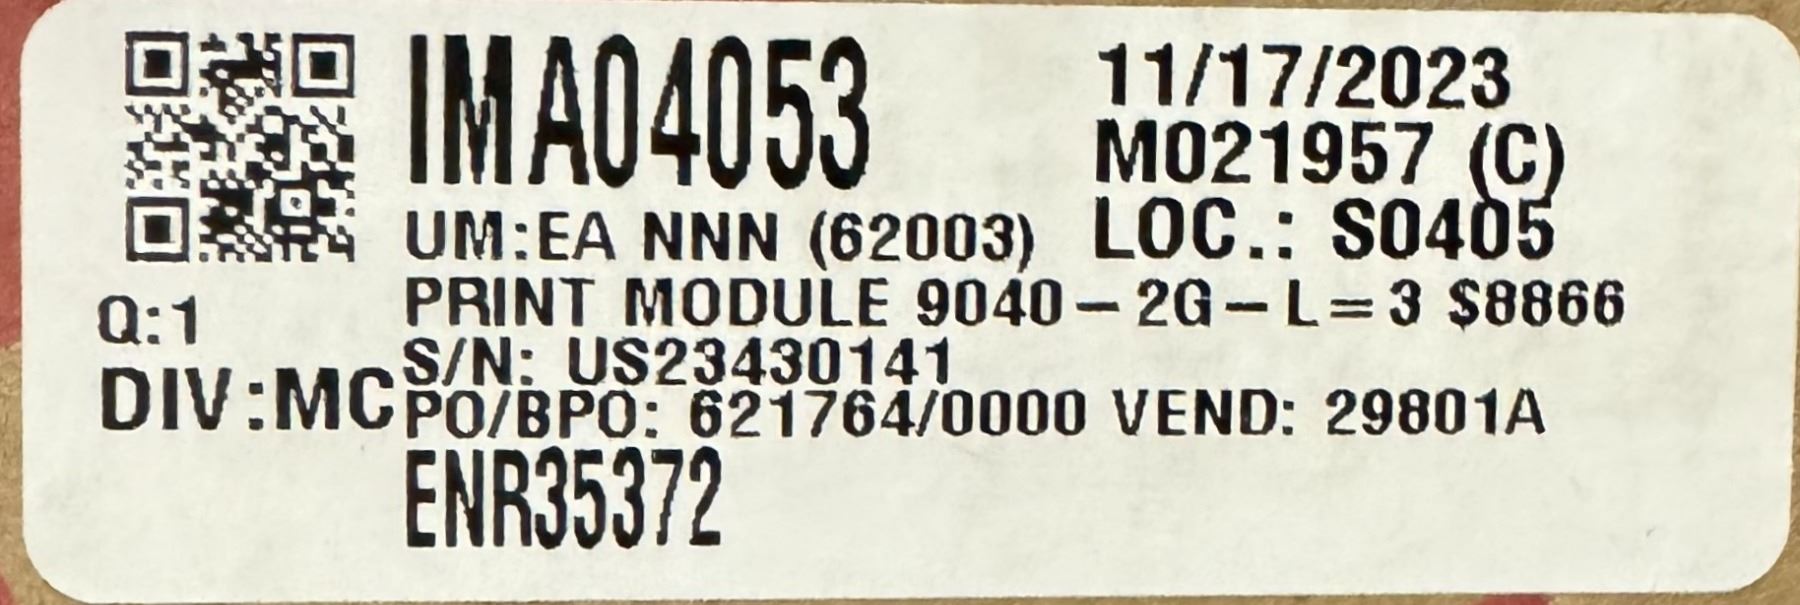 IMA04053
11/17/2023
M021957 (C)
UM:EA NNN (62003)
LOC.: S0405
Q:1
PRINT MODULE 9040-2G-L=3 $8866
S/N: US23430141
DIV:MC
PO/BPO: 621764/0000 VEND: 29801A
ENR35372